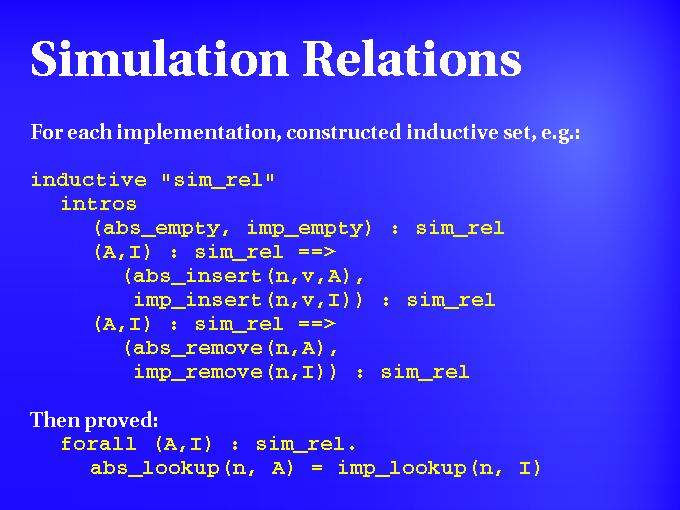 Simulation Relations
For each implementation, constructed inductive set, e.g.:
inductive "sim_rel"
intros
(abs_empty, imp_empty) : sim_rel
(A,I) : sim_rel ==>
(abs_insert(n,v,A),
imp_insert(n,v,I)) : sim_rel
(A,I) : sim_rel ==>
(abs_remove(n,A),
imp_remove(n,I)) : sim_rel
Then proved:
forall (A,I) : sim_rel.
abs_lookup(n, A) = imp_lookup(n, I)